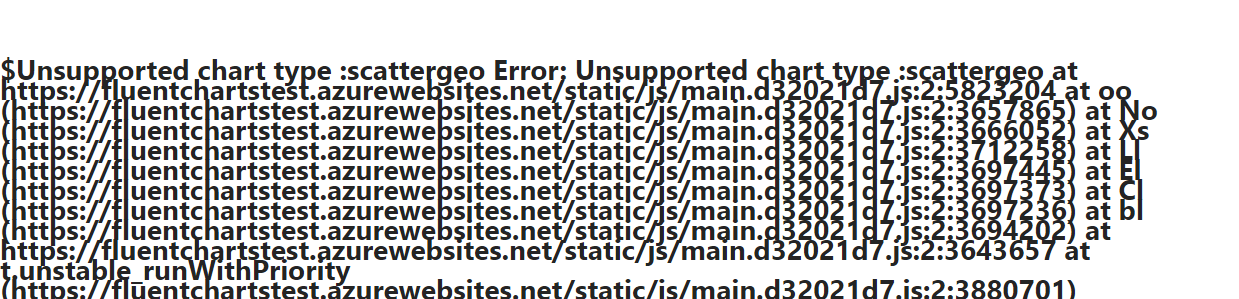 $Unsupported chart type :scattergeo Error: Unsupported chart type :scattergeo at
https://fluentchartstest.azurewebsites.net/static/js/main.d32021d7.js:2:5823204 at oo
(https://fluentchartstest.azurewebsites.net/static/js/main.d32021d7.js:2:3657865) at No
(https://fluentchartstest.azurewebsites.net/static/js/main.d32021d7.js:2:3666052) at Xs
(https://fluentchartstest.azurewebsites.net/static/js/main.d32021d7.js:2:3712258) at Ll
(https://fluentchartstest.azurewebsites.net/static/js/main.d32021d7.js:2:3697445) at El
(https://fluentchartstest.azurewebsites.net/static/js/main.d32021d7.js:2:3697373) at Cl
(https://fluentchartstest.azurewebsites.net/static/js/main.d32021d7.js:2:3697236) at bl
(https://fluentchartstest.azurewebsites.net/static/js/main.d32021d7.js:2:3694202) at
https://fluentchartstest.azurewebsites.net/static/js/main.d32021d7.js:2:3643657 at
t.unstable_runWithPriority
(https://fluentchartstest.azurewebsites.net/static/js/main.d32021d7.js:2:3880701)